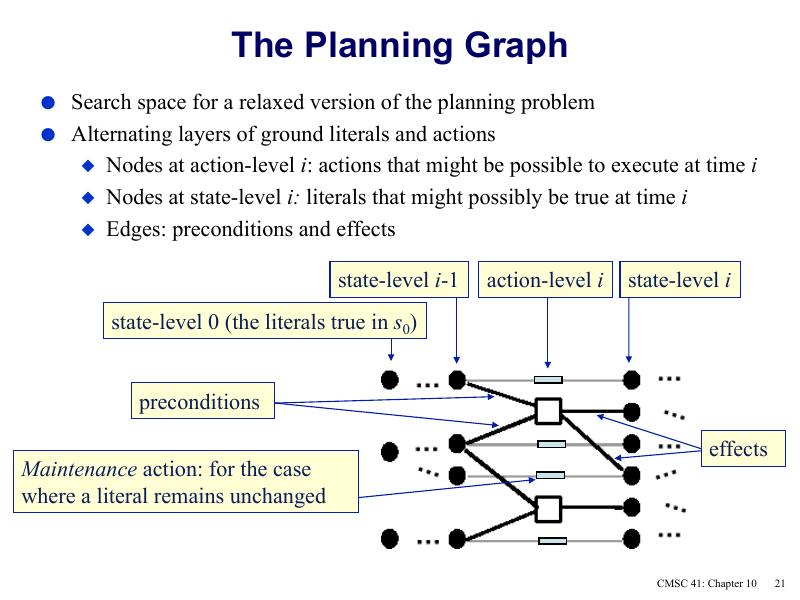 The Planning Graph
Search space for a relaxed version of the planning problem
Alternating layers of ground literals and actions
Nodes at action-level i: actions that might be possible to execute at time i
Nodes at state-level i: literals that might possibly be true at time i
Edges: preconditions and effects
state-level i-1
action-level i
state-level i
state-level 0 (the literals true in s0)
preconditions
effects
Maintenance action: for the case
where a literal remains unchanged
CMSC 41: Chapter 10 21